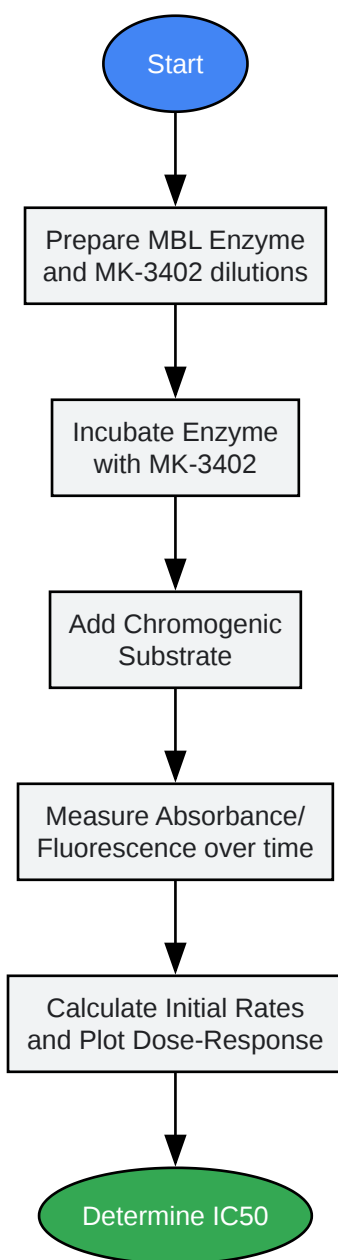 Start
Prepare MBL Enzyme
and MK-3402 dilutions
Incubate Enzyme
with MK-3402
Add Chromogenic
Substrate
Measure Absorbance/
Fluorescence over time
Calculate Initial Rates
and Plot Dose-Response
Determine IC50